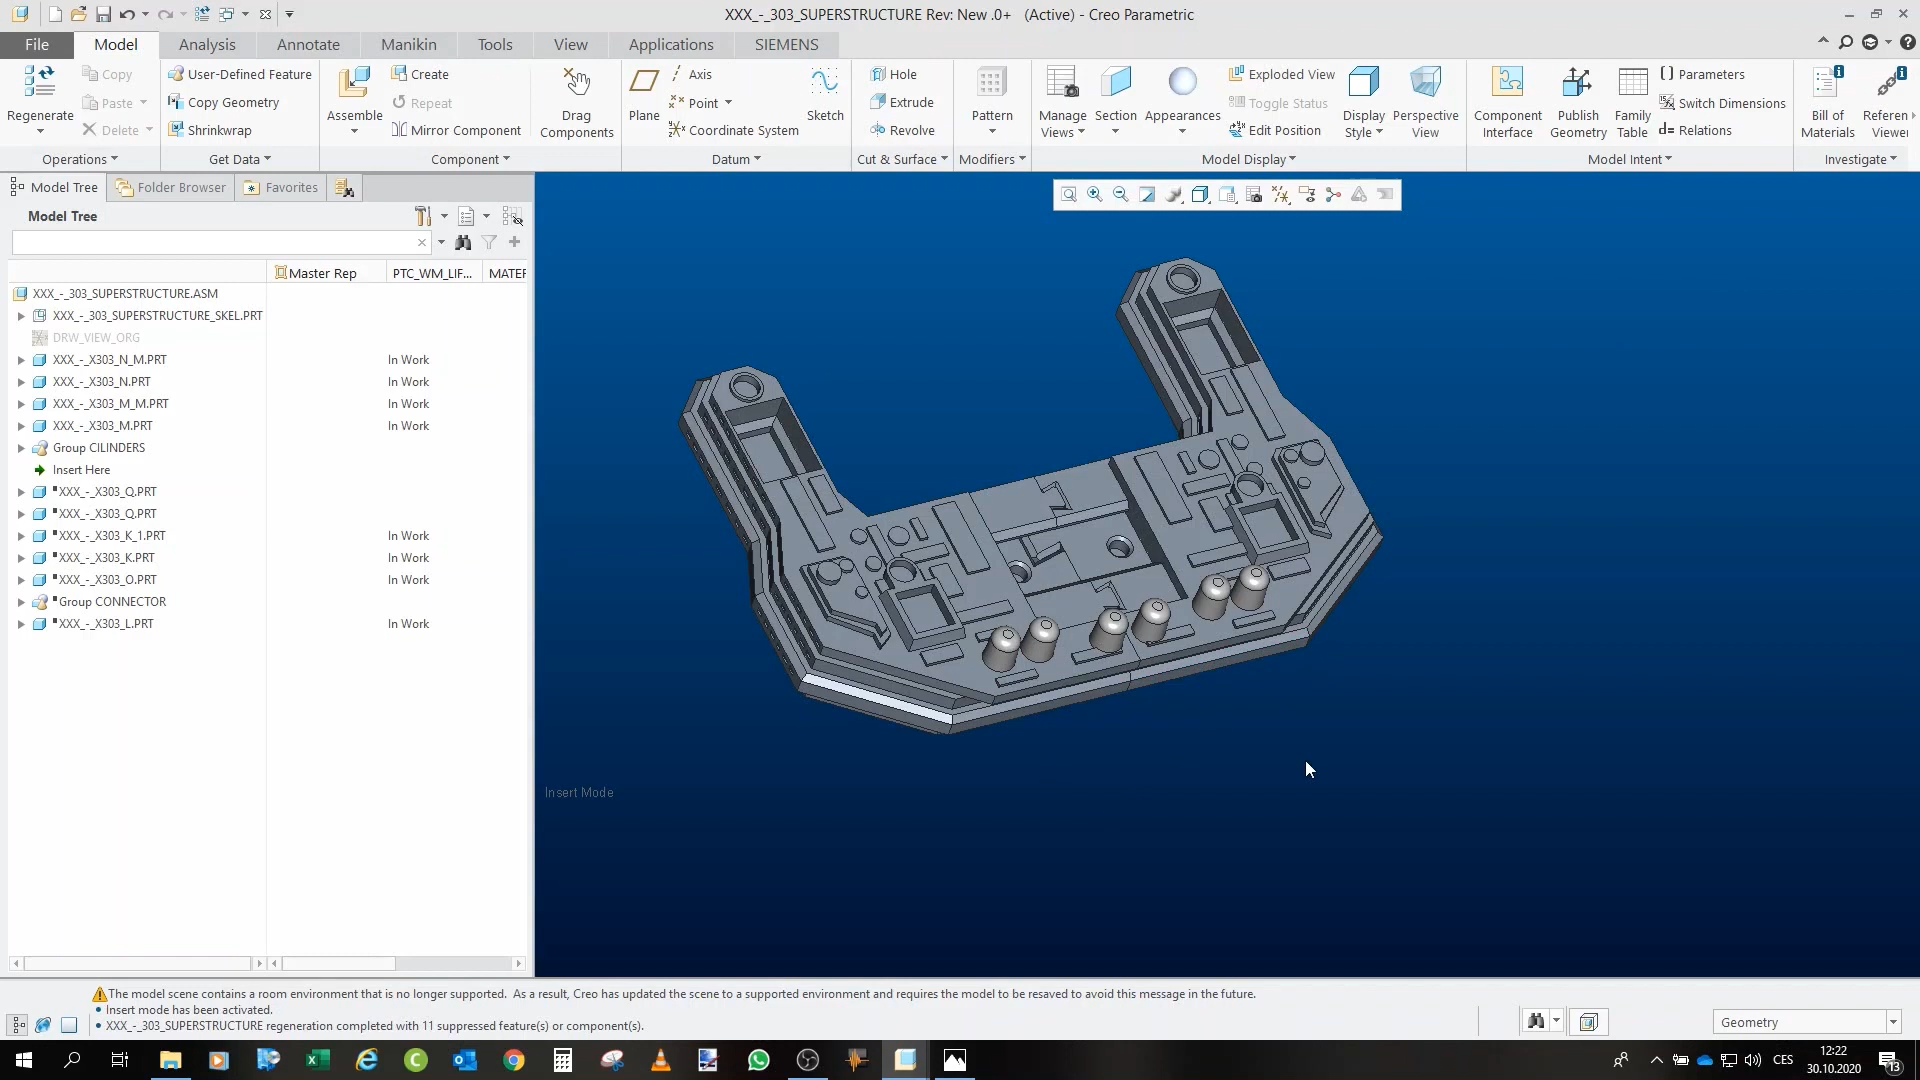 XXX_-_303_SUPERSTRUCTURE Rev: New .0+   (Active) - Creo Parametric
File
Model
Analysis
Annotate
Manikin
Tools
View
Applications
SIEMENS
Regenerate
Copy
Paste
Delete
Operations
User-Defined Feature
Copy Geometry
Shrinkwrap
Get Data
Assemble
Create
Repeat
Mirror Component
Component
Drag
Components
Plane
Axis
Point
Coordinate System
Sketch
Datum
Hole
Extrude
Revolve
Cut & Surface
Pattern
Modifiers
Manage
Views
Section
Appearances
Exploded View
Toggle Status
Edit Position
Display
Style
Perspective
View
Model Display
Component
Interface
Publish
Geometry
Family
Table
Parameters
Switch Dimensions
d= Relations
Model Intent
Bill of
Materials
Referen
Viewer
Investigate
Model Tree
Folder Browser
Favorites
Model Tree
Master Rep
PTC_WM_LIF...
MATER
XXX_-_303_SUPERSTRUCTURE.ASM
XXX_-_303_SUPERSTRUCTURE_SKEL.PRT
DRW_VIEW_ORG
XXX_-_X303_N_M.PRT In Work
XXX_-_X303_N.PRT In Work
XXX_-_X303_M_M.PRT In Work
XXX_-_X303_M.PRT In Work
Group CILINDERS
Insert Here
XXX_-_X303_Q.PRT
XXX_-_X303_Q.PRT
XXX_-_X303_K_1.PRT In Work
XXX_-_X303_K.PRT In Work
XXX_-_X303_O.PRT In Work
Group CONNECTOR
XXX_-_X303_L.PRT In Work
Insert Mode
The model scene contains a room environment that is no longer supported.  As a result, Creo has updated the scene to a supported environment and requires the model to be resaved to avoid this message in the future.
• Insert mode has been activated.
• XXX_-_303_SUPERSTRUCTURE regeneration completed with 11 suppressed feature(s) or component(s).
Geometry
CES
12:22
30.10.2020
13